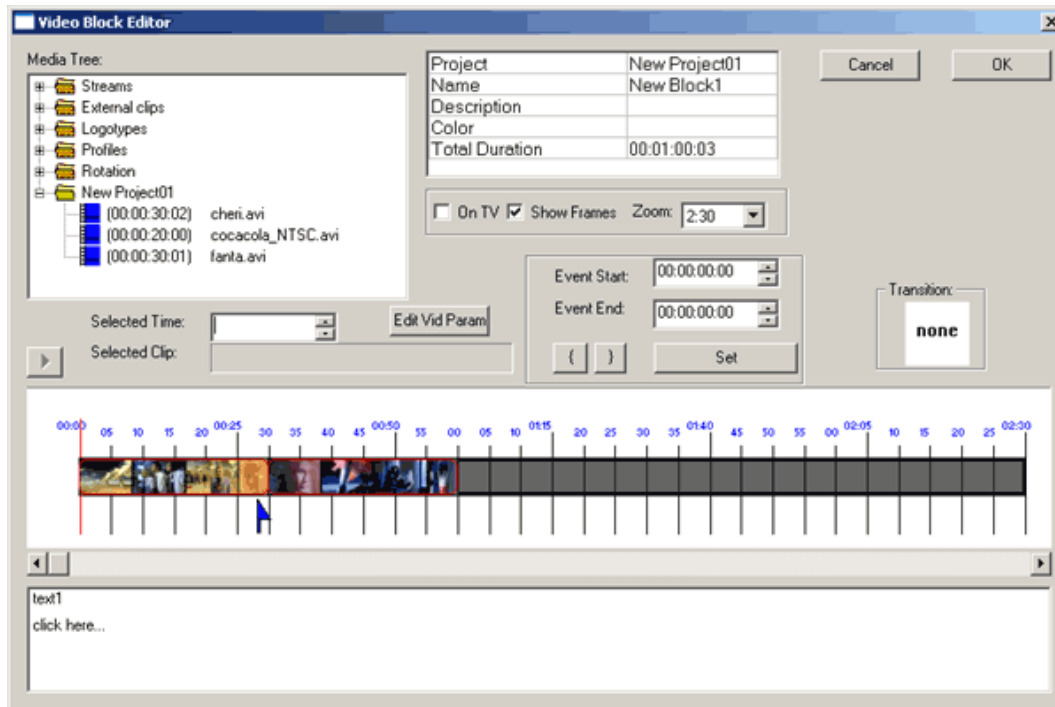 Video Block Editor
Media Tree:
Streams
External clips
Logotypes
Profiles
Rotation
New Project01
(00:00:30:02) cheri.avi
(00:00:20:00) cocacola_NTSC.avi
(00:00:30:01) fanta.avi
Project New Project01
Name New Block1
Description
Color
Total Duration 00:01:00:03
Cancel
OK
On TV Show Frames Zoom: 2:30
Event Start: 00:00:00:00
Event End: 00:00:00:00
{ } Set
Transition:
none
Selected Time:
Edit Vid Param
Selected Clip:
00:00 05 10 15 20 00:25 30 35 40 45 00:50 55 00 05 10 01:15 20 25 30 35 01:40 45 50 55 00 02:05 10 15 20 25 02:30
text1
click here...